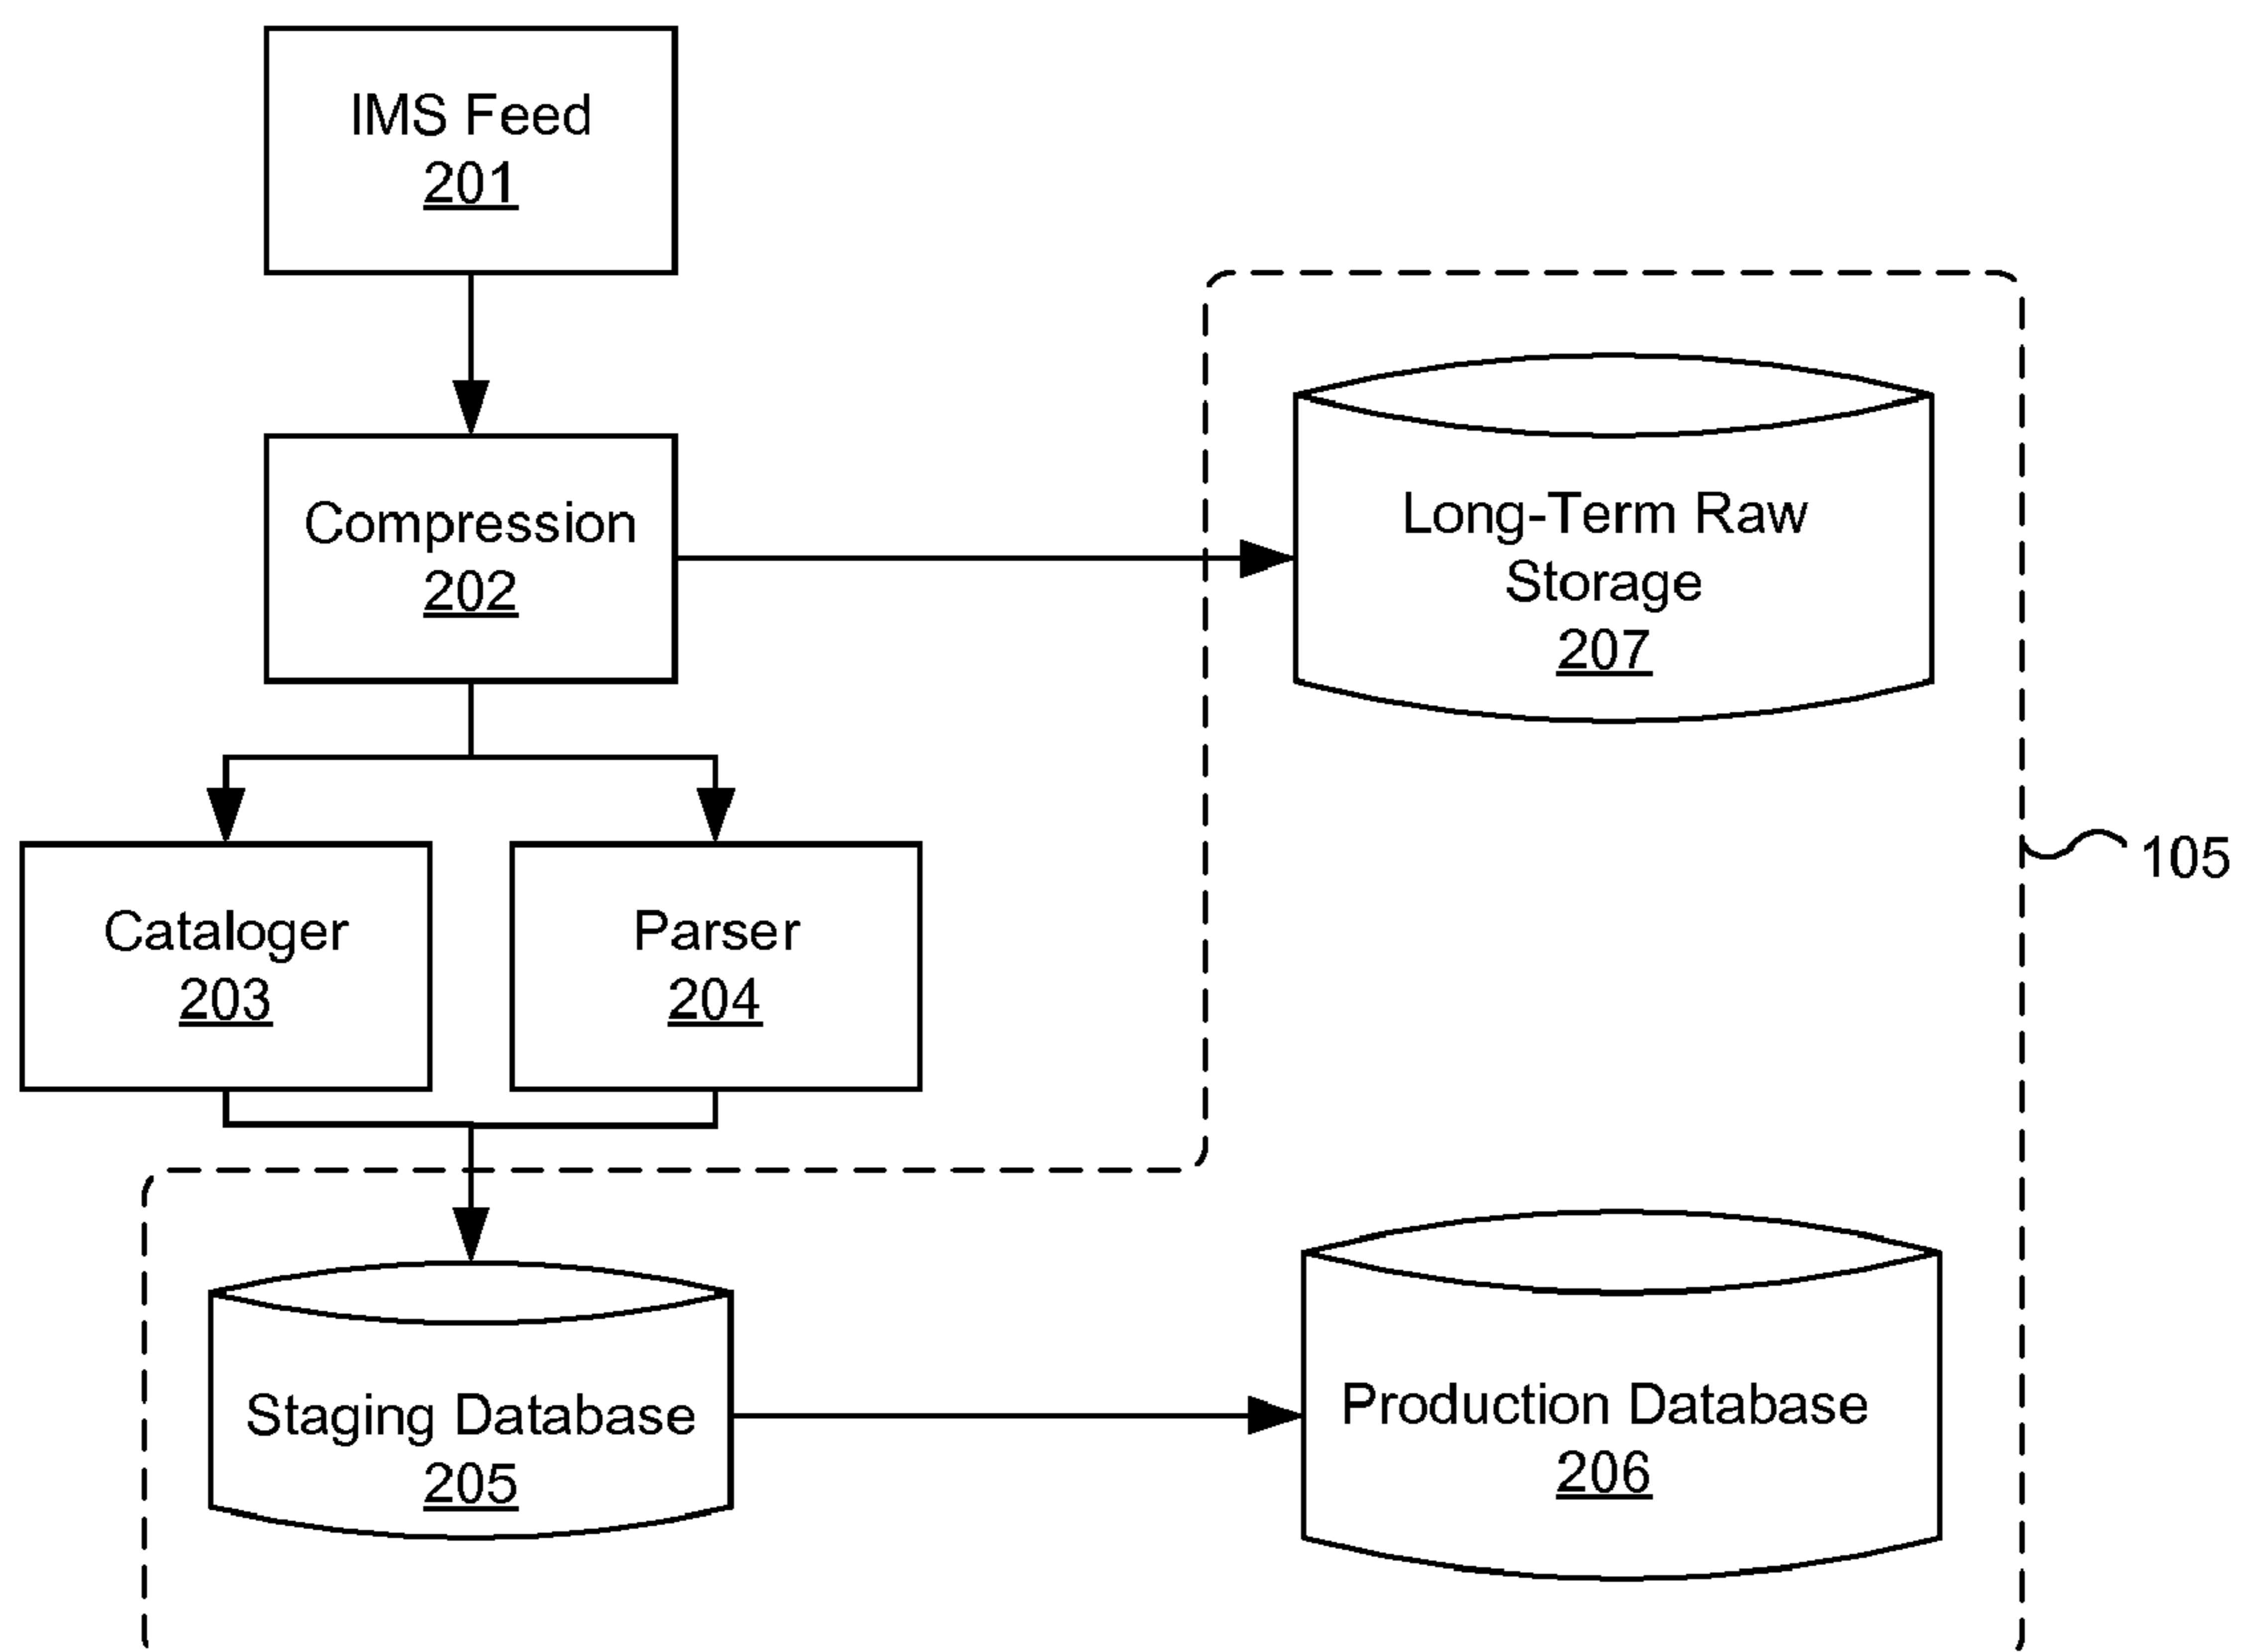 IMS Feed
201
Compression
202
Long-Term Raw
Storage
207
105
Cataloger
203
Parser
204
Staging Database
205
Production Database
206